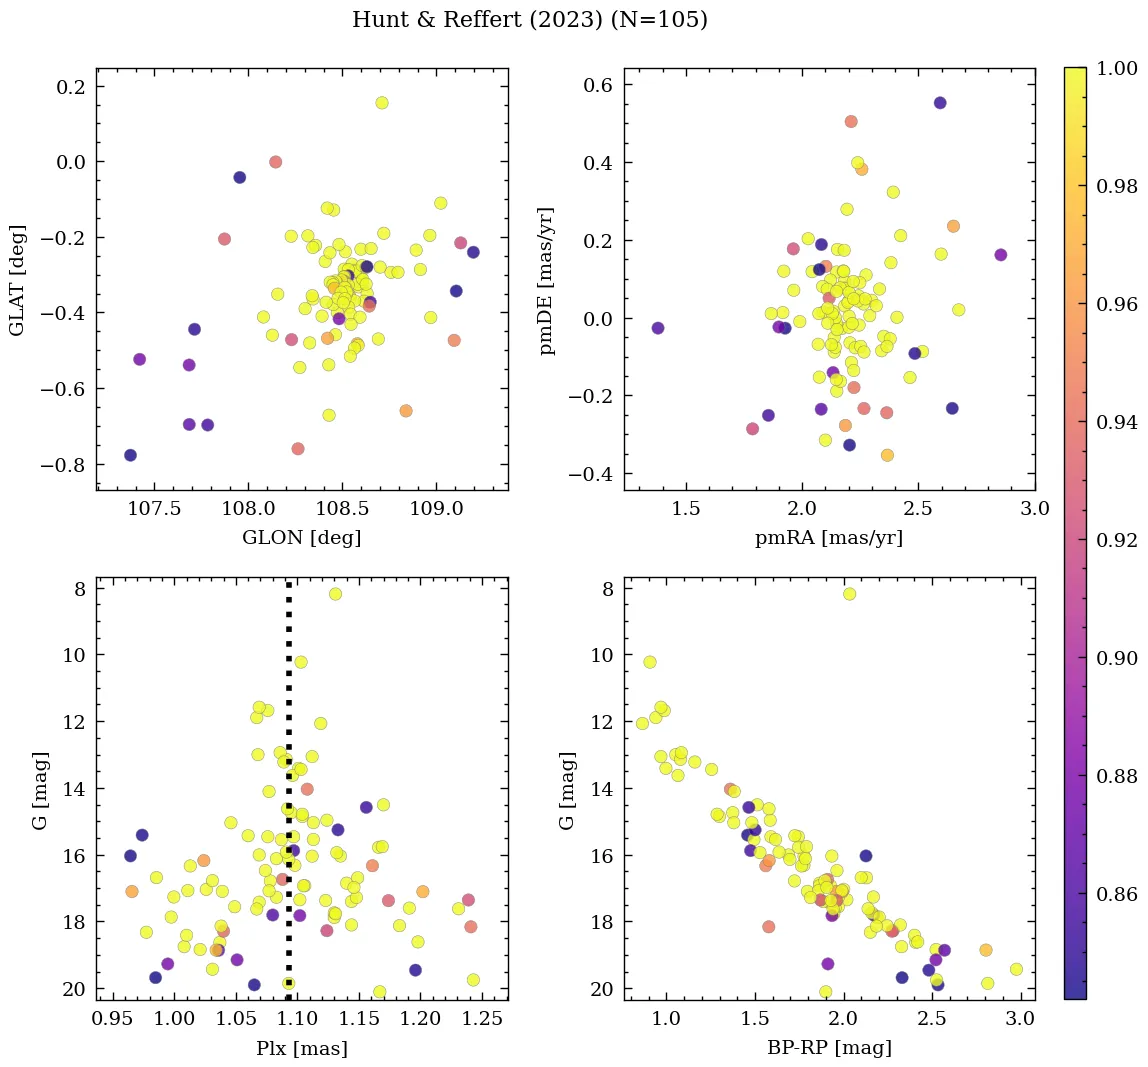 Hunt & Reffert (2023) (N=105)
0.2
0.0
−0.2
−0.4
−0.6
−0.8
GLAT [deg]
107.5 108.0 108.5 109.0
GLON [deg]
0.6
0.4
0.2
0.0
−0.2
−0.4
pmDE [mas/yr]
1.5 2.0 2.5 3.0
pmRA [mas/yr]
8
10
12
14
16
18
20
G [mag]
0.95 1.00 1.05 1.10 1.15 1.20 1.25
Plx [mas]
8
10
12
14
16
18
20
G [mag]
1.0 1.5 2.0 2.5 3.0
BP-RP [mag]
1.00
0.98
0.96
0.94
0.92
0.90
0.88
0.86